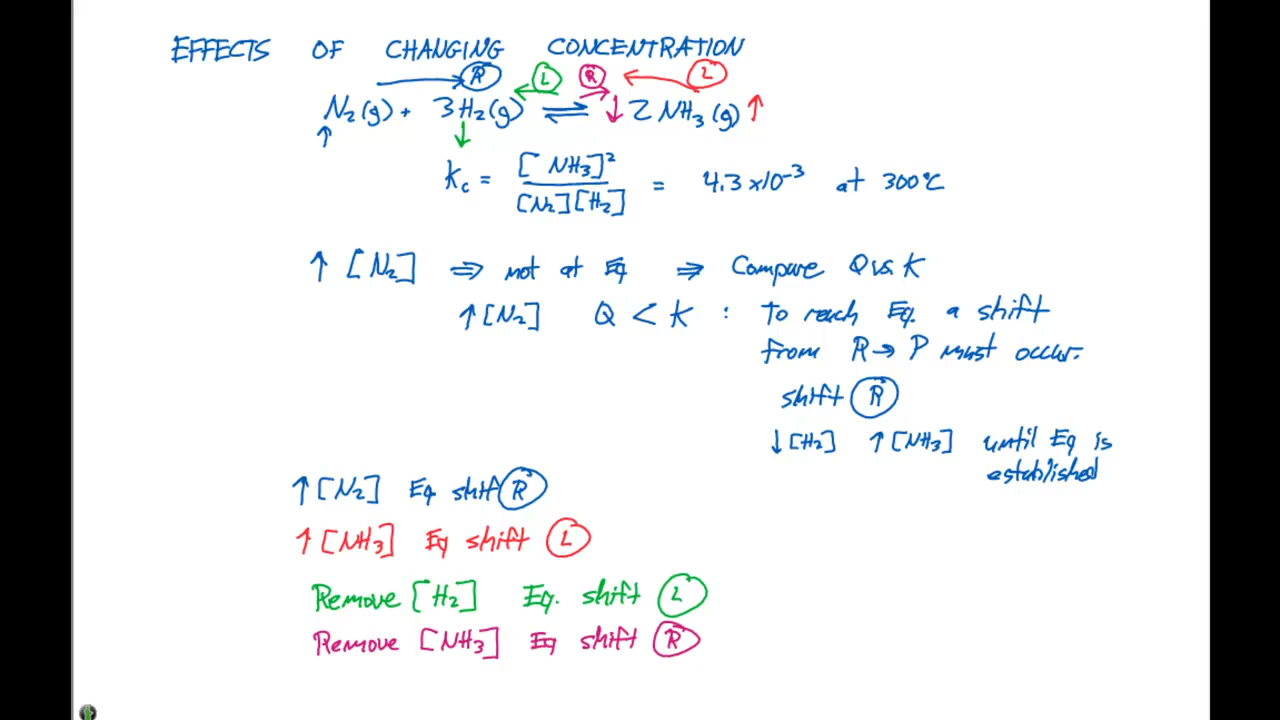 EFFECTS OF CHANGING CONCENTRATION
R L R L
N₂(g) + 3H₂(g) ⇌ ↓ 2 NH₃(g) ↑
↑ ↓
Kc = [NH₃]² / [N₂][H₂] = 4.3 x 10⁻³ at 300°C
↑ [N₂] ⇒ not at Eq ⇒ Compare Q vs K
↑ [N₂] Q < K : To reach Eq. a shift
from R → P must occur.
shift R
↓ [H₂] ↑ [NH₃] until Eq is
established
↑ [N₂] Eq shift R
↑ [NH₃] Eq shift L
Remove [H₂] Eq. shift L
Remove [NH₃] Eq shift R